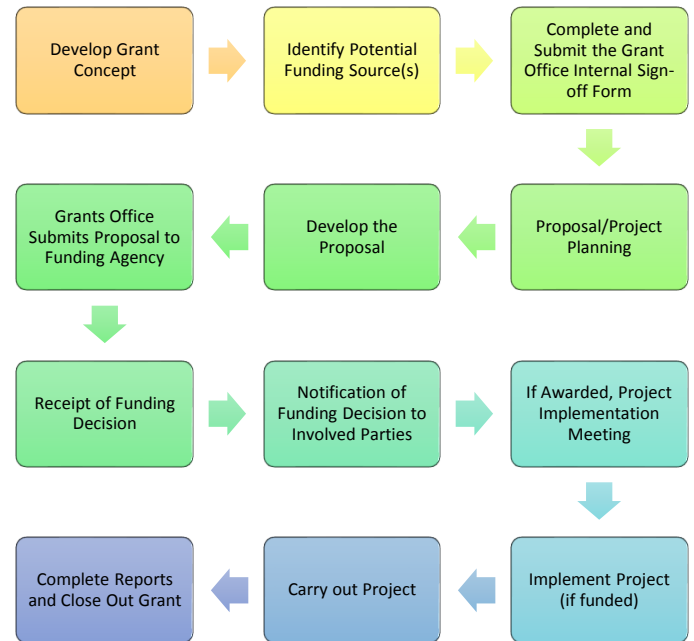 Develop Grant
Concept
Identify Potential
Funding Source(s)
Complete and
Submit the Grant
Office Internal Sign-
off Form
Proposal/Project
Planning
Develop the
Proposal
Grants Office
Submits Proposal to
Funding Agency
Receipt of Funding
Decision
Notification of
Funding Decision to
Involved Parties
If Awarded, Project
Implementation
Meeting
Implement Project
(if funded)
Carry out Project
Complete Reports
and Close Out Grant